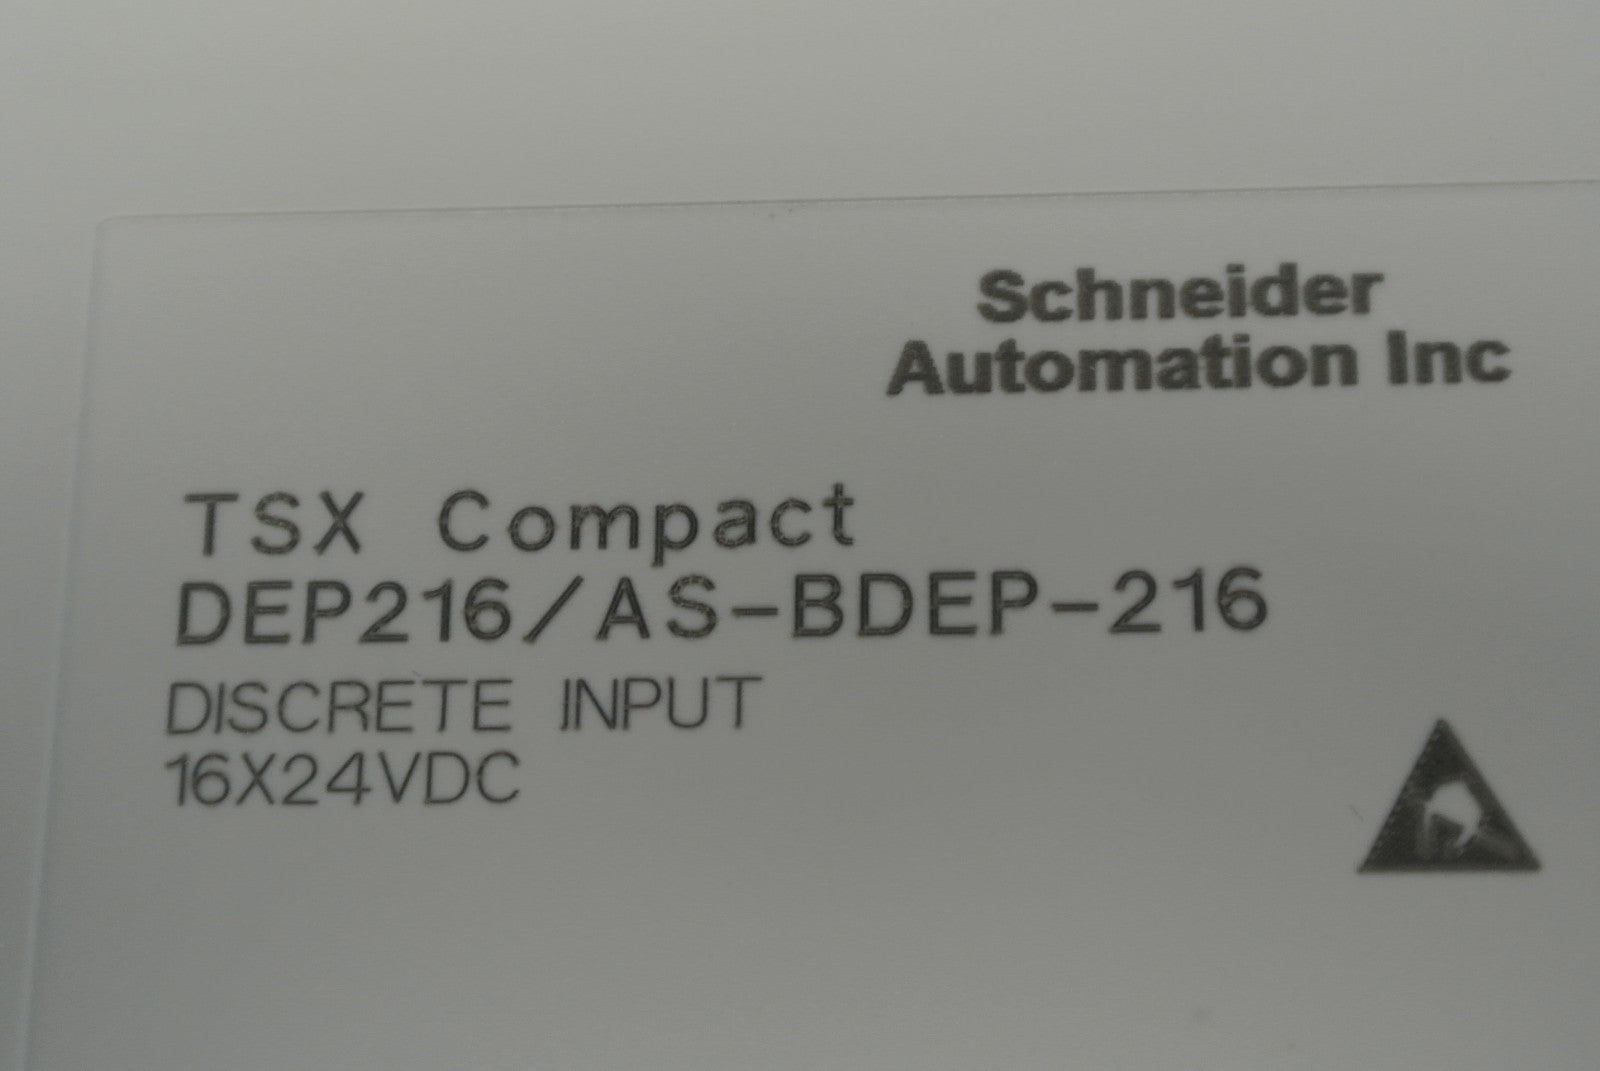 Schneider
Automation Inc
TSX Compact
DEP216/AS-BDEP-216
DISCRETE INPUT
16X24VDC